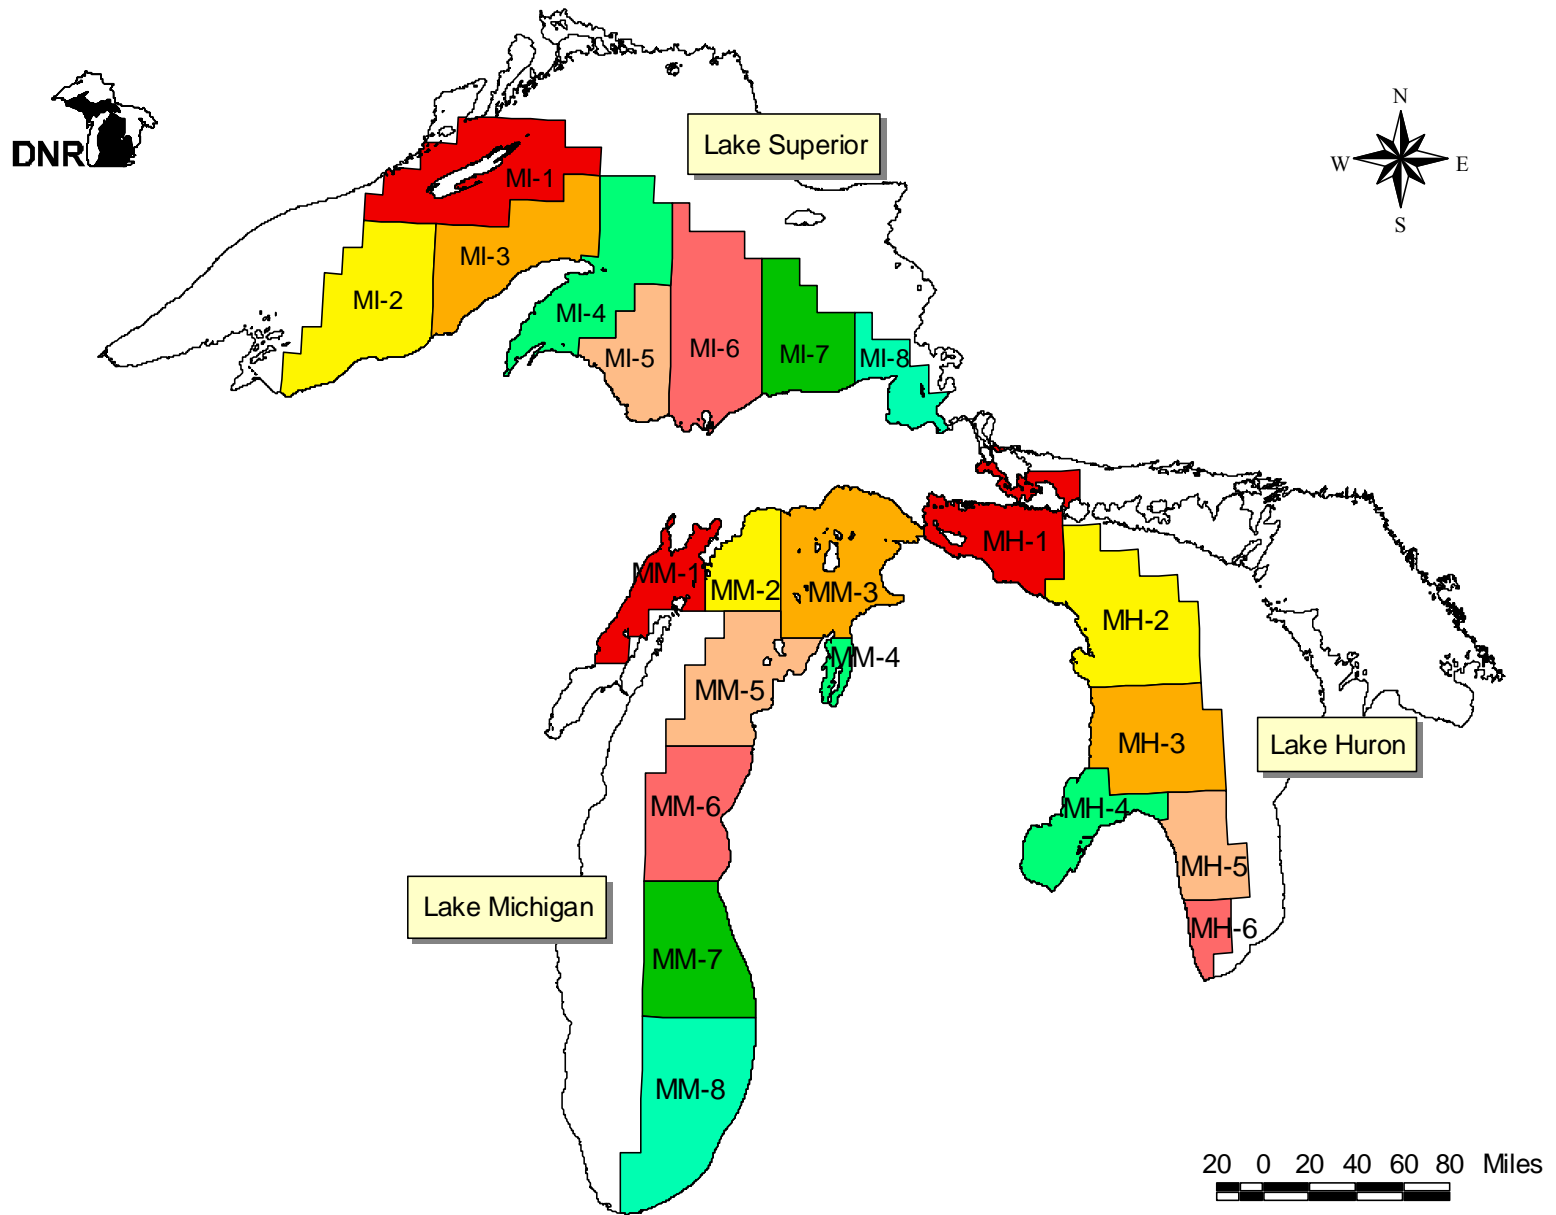 N
Lake Superior
DNR
W E
MI-1
S
MI-3
MI-2
MI-4
MI-6
MI-7
MI-5
MI-8
MH-1
MM-1
MM-2
MM-3
MH-2
MM-4
MM-5
MH-3
Lake Huron
MM-6
MH-4
MH-5
Lake Michigan
MH-6
MM-7
MM-8
20 0 20 40 60 80 Miles